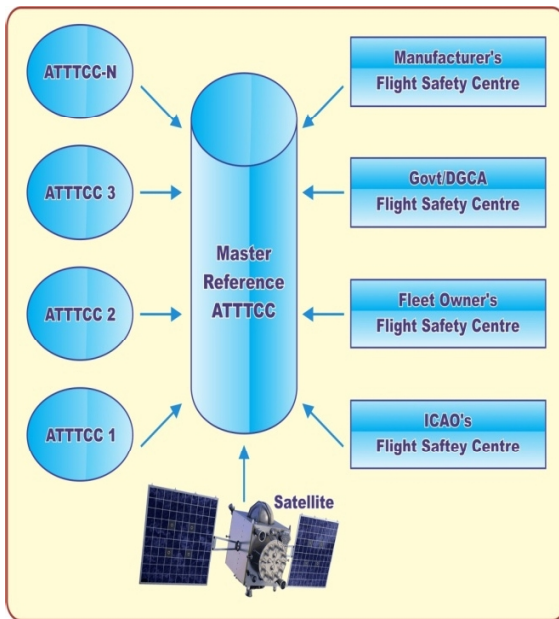 ATTTCC-N
ATTTCC 3
ATTTCC 2
ATTTCC 1
Master
Reference
ATTTCC
Manufacturer's
Flight Safety Centre
Govt/DGCA
Flight Safety Centre
Fleet Owner's
Flight Safety Centre
ICAO's
Flight Saftey Centre
Satellite